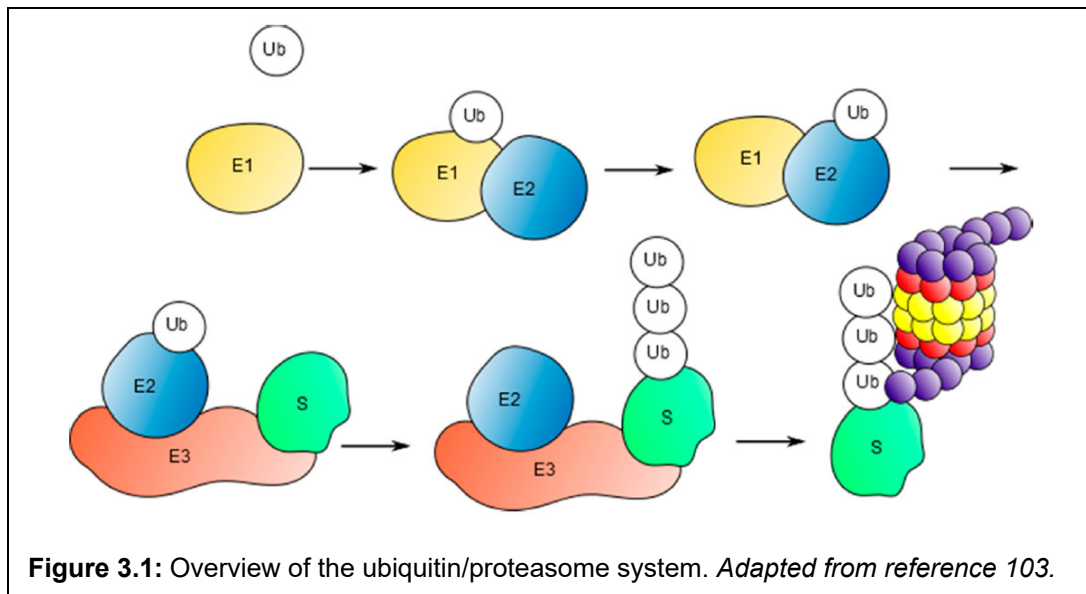 Ub
E1
Ub
E1
E2
Ub
E1
E2
Ub
E2
E3
S
Ub
Ub
Ub
E2
E3
S
Ub
Ub
Ub
S
Figure 3.1: Overview of the ubiquitin/proteasome system. Adapted from reference 103.